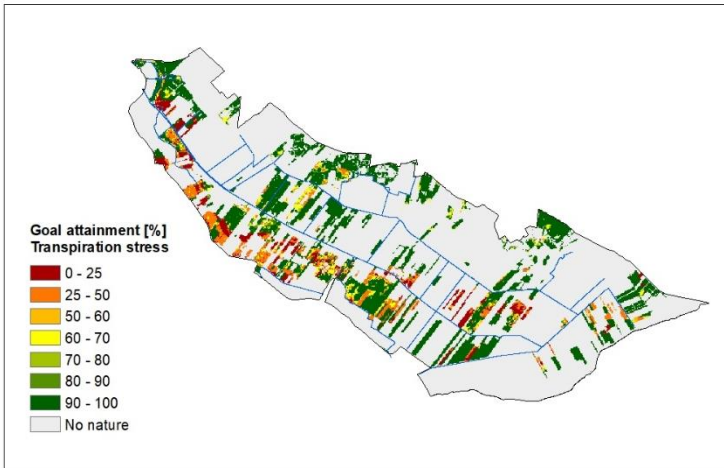 Goal attainment [%]
Transpiration stress
0 - 25
25 - 50
50 - 60
60 - 70
70 - 80
80 - 90
90 - 100
No nature